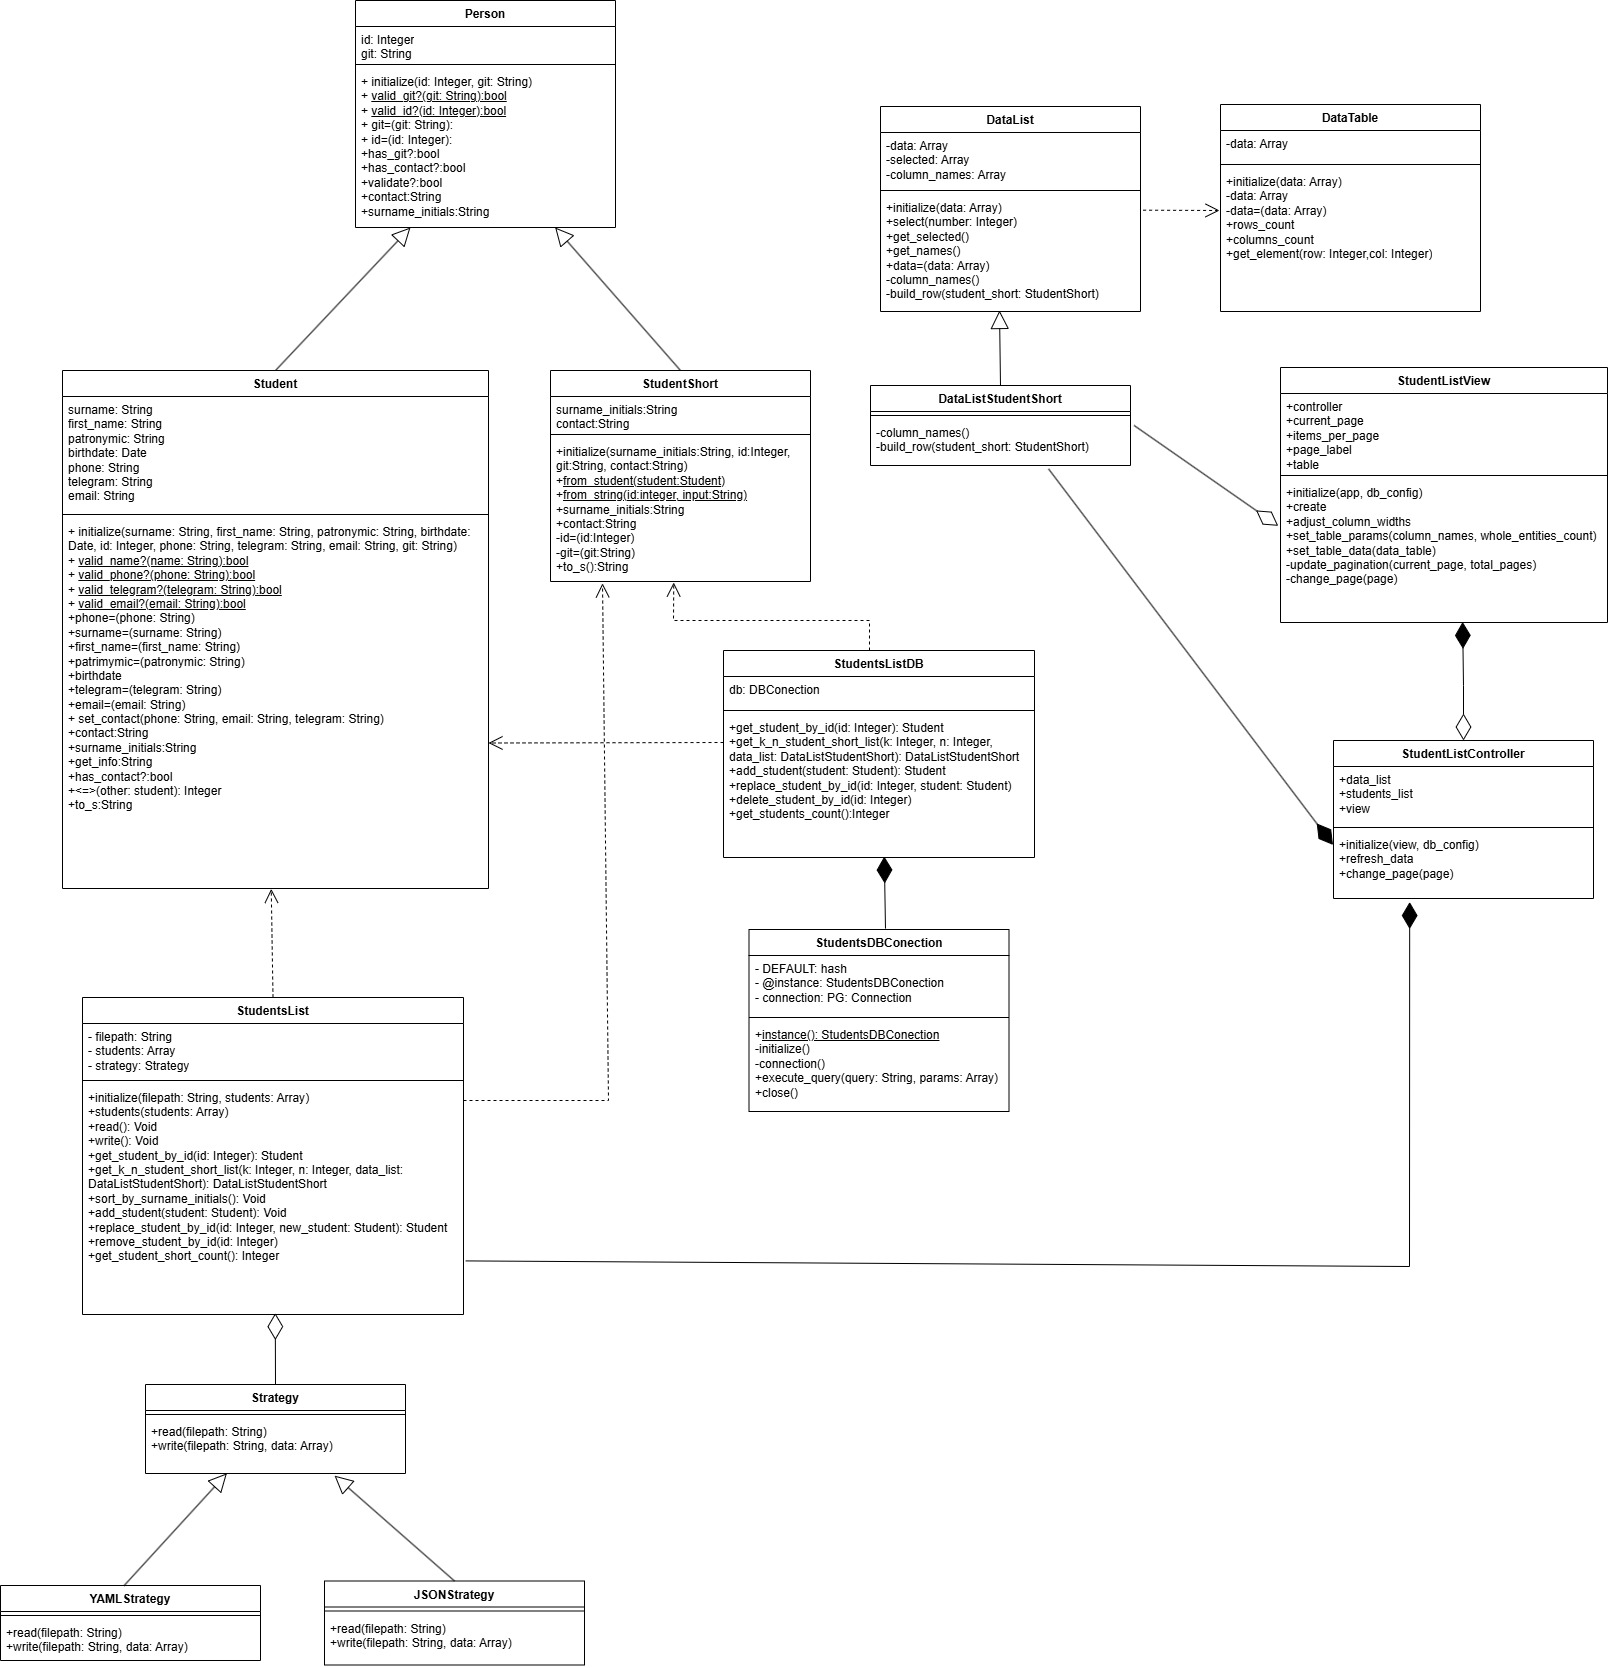 Person
id: Integer
git: String
+ initialize(id: Integer, git: String)
+ valid_git?(git: String):bool
+ valid_id?(id: Integer):bool
+ git=(git: String):
+ id=(id: Integer):
+has_git?:bool
+has_contact?:bool
+validate?:bool
+contact:String
+surname_initials:String
DataList
-data: Array
-selected: Array
-column_names: Array
+initialize(data: Array)
+select(number: Integer)
+get_selected()
+get_names()
+data=(data: Array)
-column_names()
-build_row(student_short: StudentShort)
DataTable
-data: Array
+initialize(data: Array)
-data: Array
-data=(data: Array)
+rows_count
+columns_count
+get_element(row: Integer,col: Integer)
Student
surname: String
first_name: String
patronymic: String
birthdate: Date
phone: String
telegram: String
email: String
+ initialize(surname: String, first_name: String, patronymic: String, birthdate:
Date, id: Integer, phone: String, telegram: String, email: String, git: String)
+ valid_name?(name: String):bool
+ valid_phone?(phone: String):bool
+ valid_telegram?(telegram: String):bool
+ valid_email?(email: String):bool
+phone=(phone: String)
+surname=(surname: String)
+first_name=(first_name: String)
+patrimymic=(patronymic: String)
+birthdate
+telegram=(telegram: String)
+email=(email: String)
+ set_contact(phone: String, email: String, telegram: String)
+contact:String
+surname_initials:String
+get_info:String
+has_contact?:bool
+<=>(other: student): Integer
+to_s:String
StudentShort
surname_initials:String
contact:String
+initialize(surname_initials:String, id:Integer,
git:String, contact:String)
+from_student(student:Student)
+from_string(id:integer, input:String)
+surname_initials:String
+contact:String
-id=(id:Integer)
-git=(git:String)
+to_s():String
DataListStudentShort
-column_names()
-build_row(student_short: StudentShort)
StudentListView
+controller
+current_page
+items_per_page
+page_label
+table
+initialize(app, db_config)
+create
+adjust_column_widths
+set_table_params(column_names, whole_entities_count)
+set_table_data(data_table)
-update_pagination(current_page, total_pages)
-change_page(page)
StudentsListDB
db: DBConection
+get_student_by_id(id: Integer): Student
+get_k_n_student_short_list(k: Integer, n: Integer,
data_list: DataListStudentShort): DataListStudentShort
+add_student(student: Student): Student
+replace_student_by_id(id: Integer, student: Student)
+delete_student_by_id(id: Integer)
+get_students_count():Integer
StudentListController
+data_list
+students_list
+view
+initialize(view, db_config)
+refresh_data
+change_page(page)
StudentsDBConection
- DEFAULT: hash
- @instance: StudentsDBConection
- connection: PG: Connection
+instance(): StudentsDBConection
-initialize()
-connection()
+execute_query(query: String, params: Array)
+close()
StudentsList
- filepath: String
- students: Array
- strategy: Strategy
+initialize(filepath: String, students: Array)
+students(students: Array)
+read(): Void
+write(): Void
+get_student_by_id(id: Integer): Student
+get_k_n_student_short_list(k: Integer, n: Integer, data_list:
DataListStudentShort): DataListStudentShort
+sort_by_surname_initials(): Void
+add_student(student: Student): Void
+replace_student_by_id(id: Integer, new_student: Student): Student
+remove_student_by_id(id: Integer)
+get_student_short_count(): Integer
Strategy
+read(filepath: String)
+write(filepath: String, data: Array)
YAMLStrategy
+read(filepath: String)
+write(filepath: String, data: Array)
JSONStrategy
+read(filepath: String)
+write(filepath: String, data: Array)